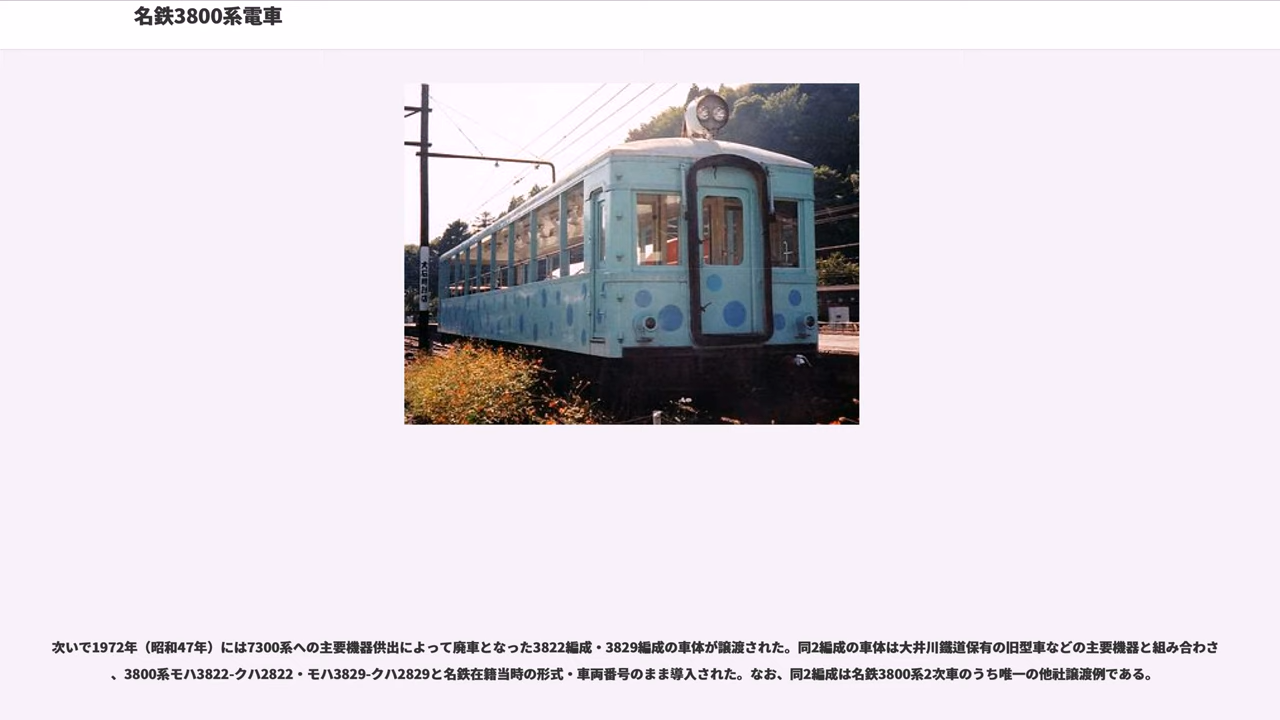 名鉄3800系電車
次いで1972年（昭和47年）には7300系への主要機器供出によって廃車となった3822編成・3829編成の車体が譲渡された。同2編成の車体は大井川鐵道保有の旧型車などの主要機器と組み合わさ
、3800系モハ3822-クハ2822・モハ3829-クハ2829と名鉄在籍当時の形式・車両番号のまま導入された。なお、同2編成は名鉄3800系2次車のうち唯一の他社譲渡例である。